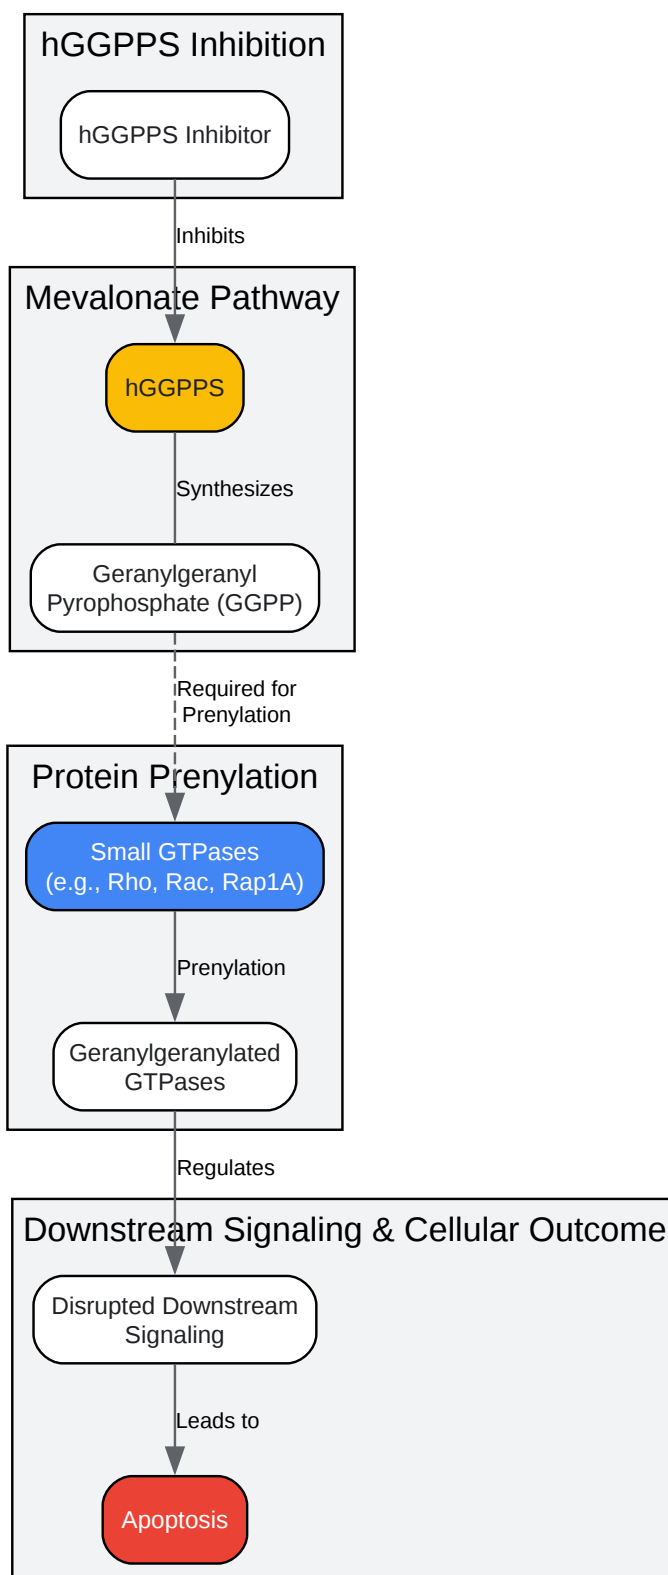 hGGPPS Inhibition
hGGPPS Inhibitor
Inhibits
Mevalonate Pathway
hGGPPS
Synthesizes
Geranylgeranyl
Pyrophosphate (GGPP)
Required for
Prenylation
Protein Prenylation
Small GTPases
(e.g., Rho, Rac, Rap1A)
Prenylation
Geranylgeranylated
GTPases
Regulates
Downstream Signaling & Cellular Outcome
Disrupted Downstream
Signaling
Leads to
Apoptosis